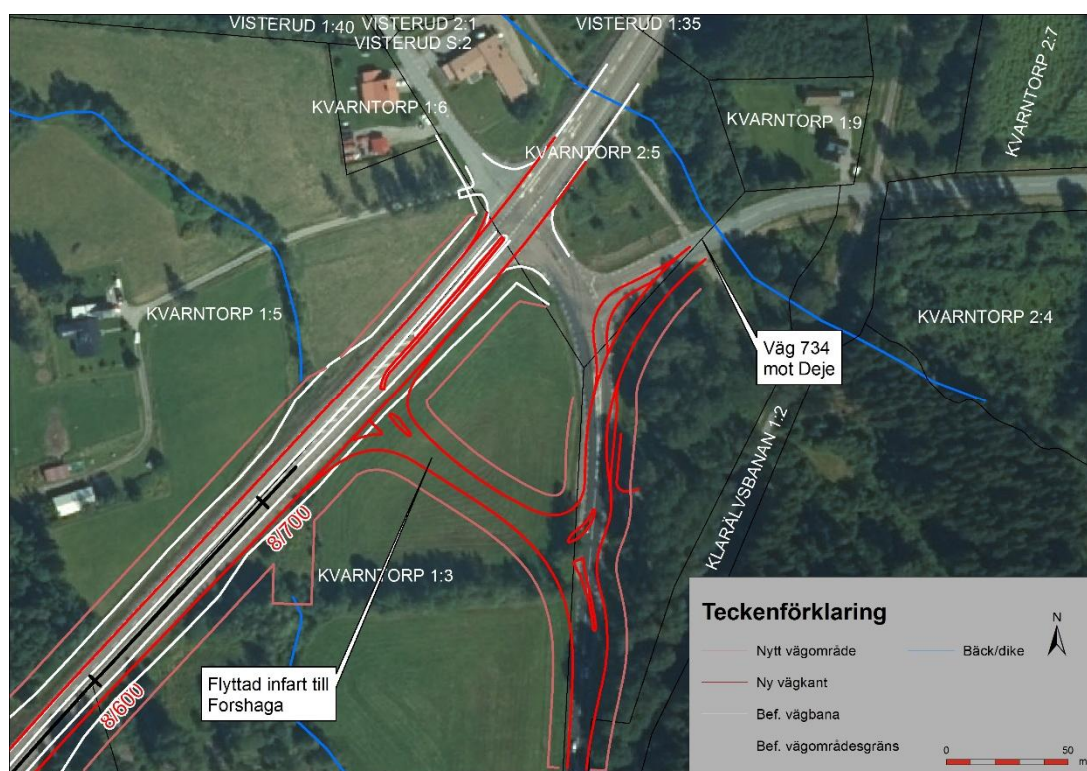 VISTERUD 1:40
VISTERUD 2:1
VISTERUD S:2
VISTERUD 1:35
KVARNTORP 1:6
KVARNTORP 2:5
KVARNTORP 1:9
KVARNTORP 2:7
KVARNTORP 1:5
KVARNTORP 2:4
Väg 734
mot Deje
KLARÄLVSBANAN 1:2
8/700
KVARNTORP 1:3
Flyttad infart till
Forshaga
8/600
Teckenförklaring
N
Nytt vägområde
Bäck/dike
Ny vägkant
Bef. vägbana
Bef. vägområdesgräns
0 50
m